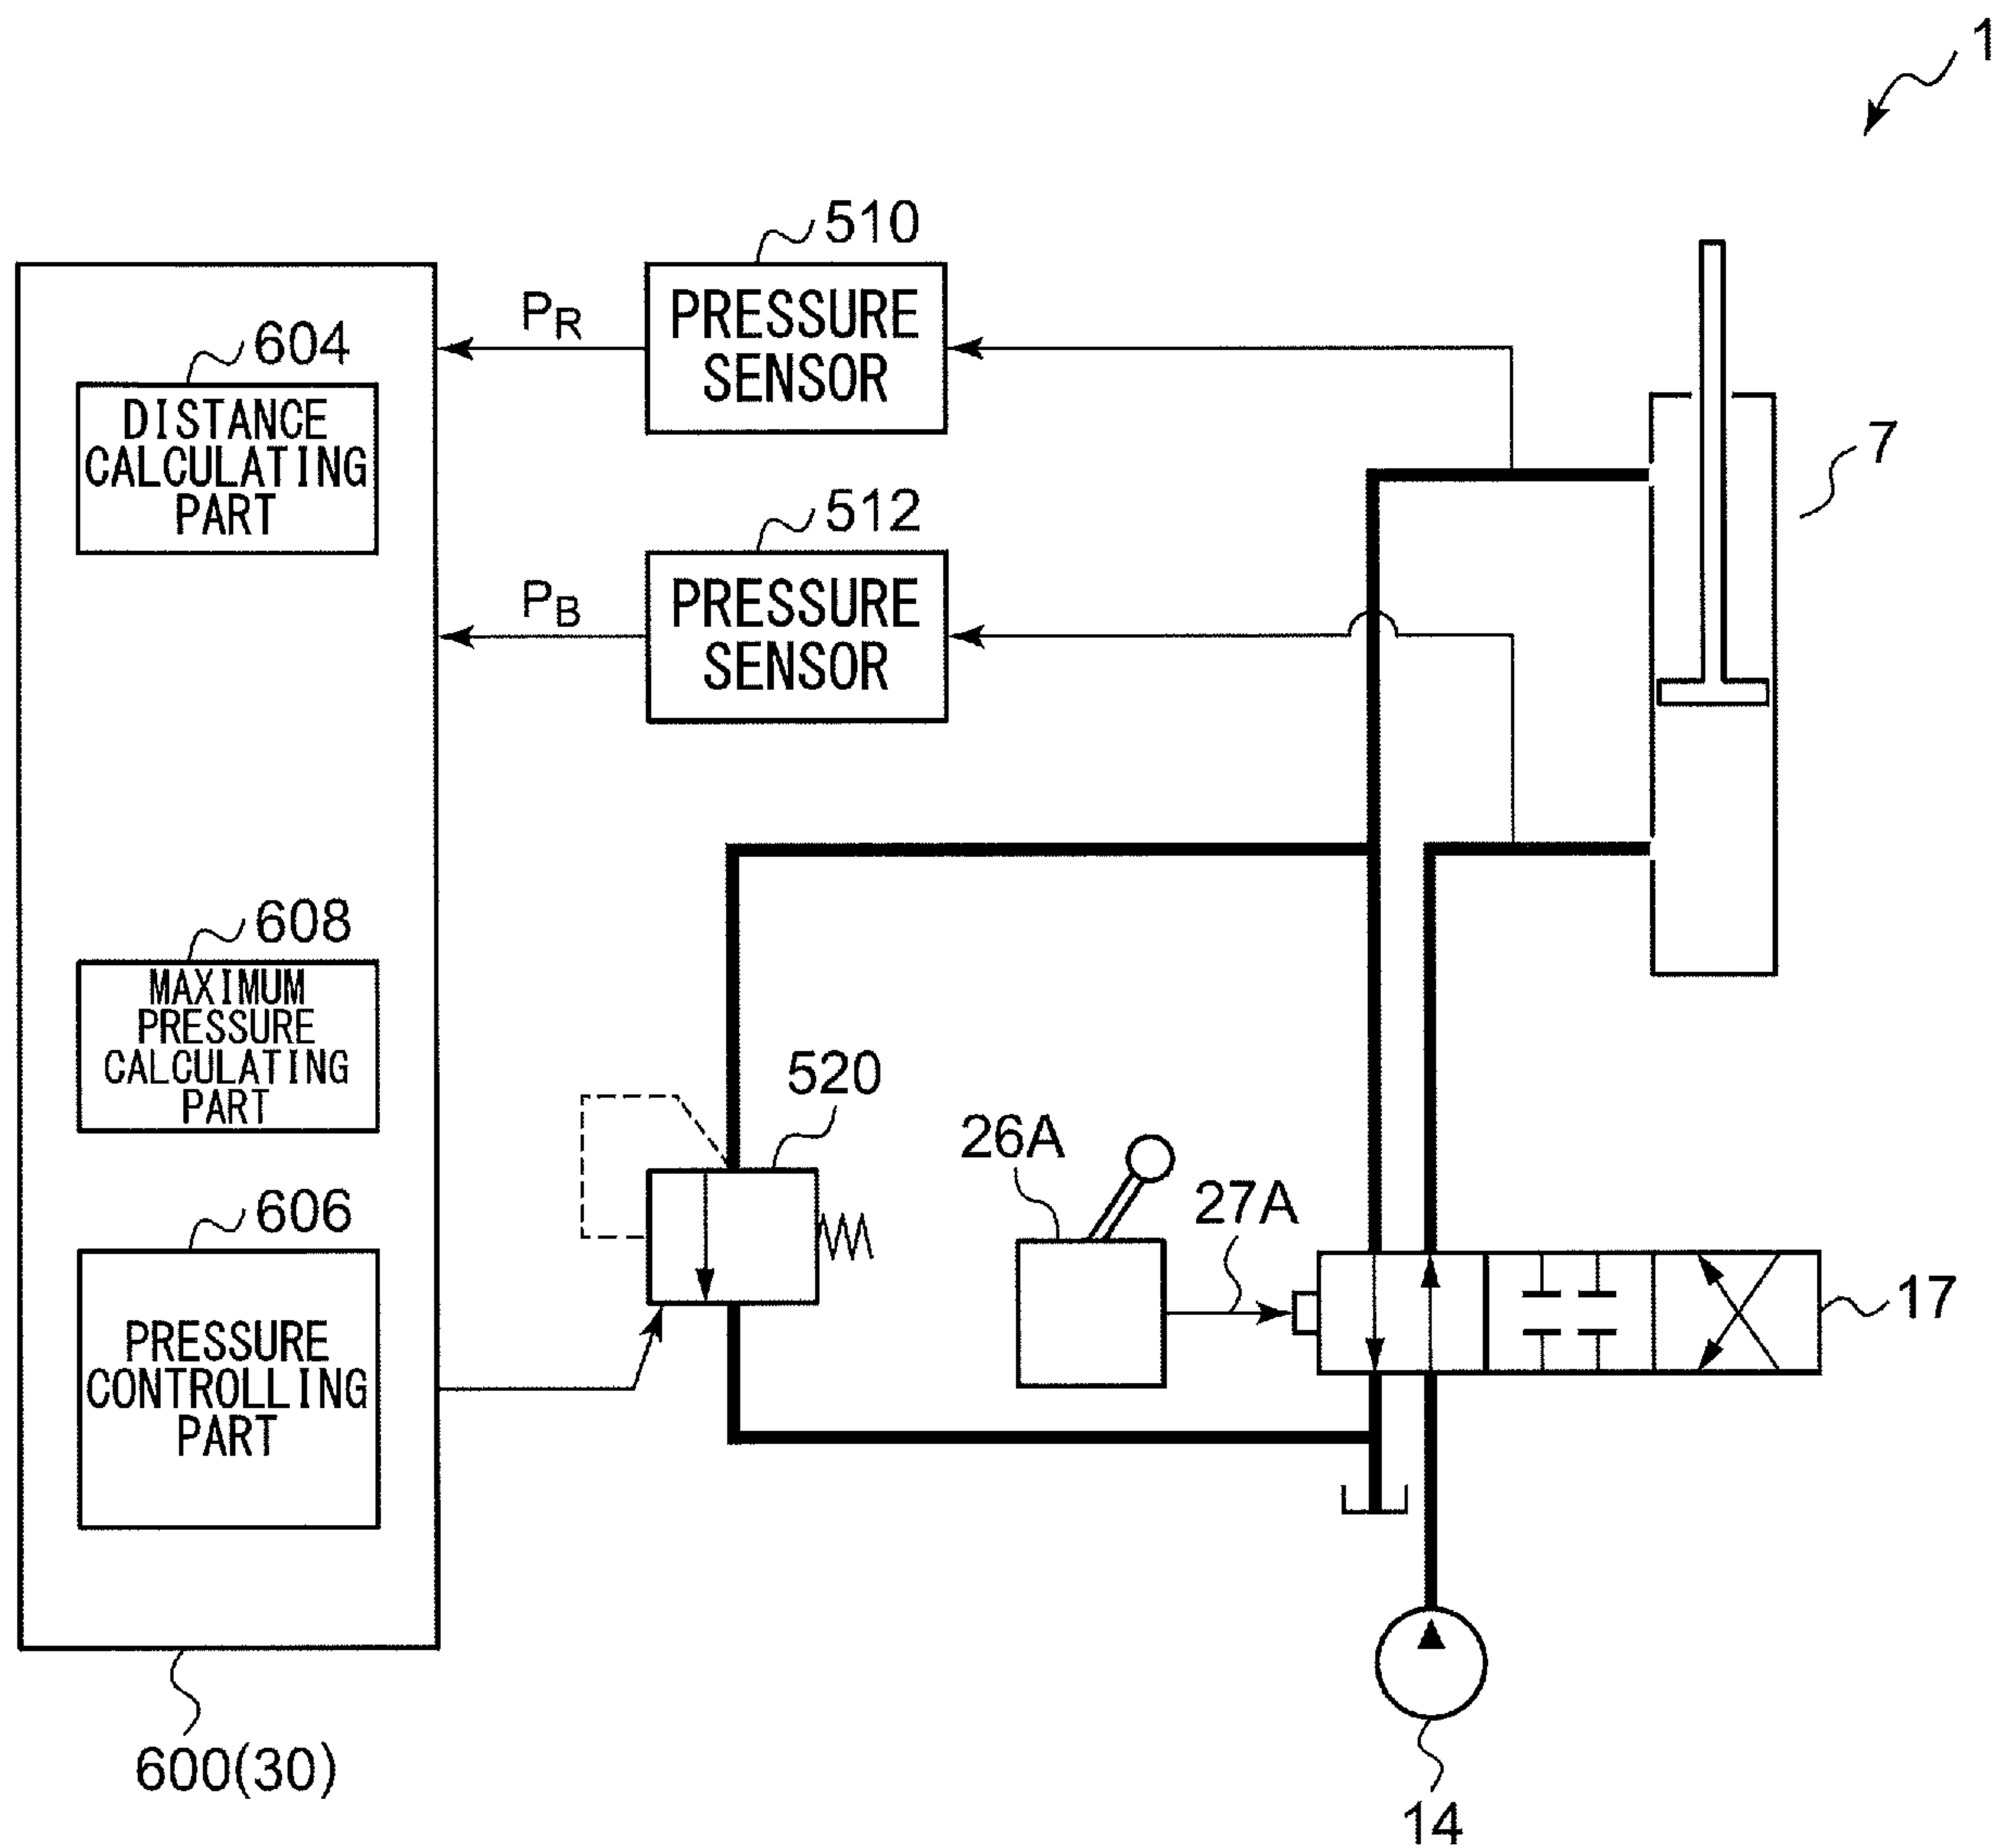 1
510
PRESSURE
SENSOR
PR
604
DISTANCE
CALCULATING
PART
7
512
PRESSURE
SENSOR
PB
608
MAXIMUM
PRESSURE
CALCULATING
PART
520
26A
27A
606
PRESSURE
CONTROLLING
PART
17
600(30)
14